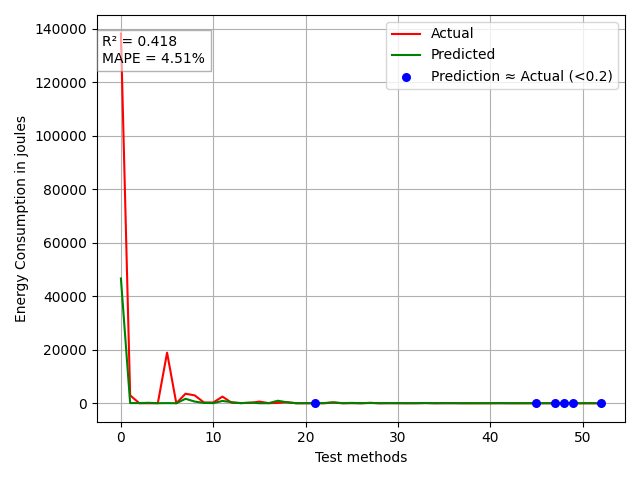 R² = 0.418
MAPE = 4.51%
Actual
Predicted
Prediction ≈ Actual (<0.2)
Energy Consumption in joules
140000
120000
100000
80000
60000
40000
20000
0
0 10 20 30 40 50
Test methods